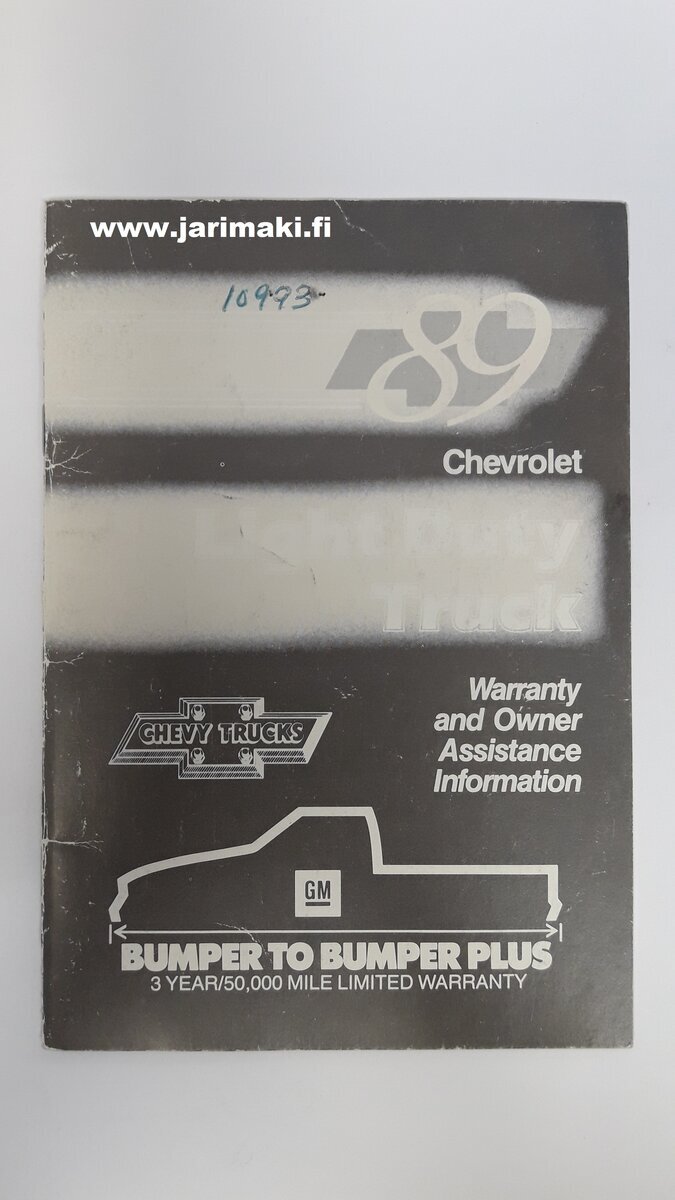 www.jarimaki.fi
10993
89
Chevrolet
Light Duty
Truck
Warranty
and Owner
Assistance
Information
CHEVY TRUCKS
GM
BUMPER TO BUMPER PLUS
3 YEAR/50,000 MILE LIMITED WARRANTY